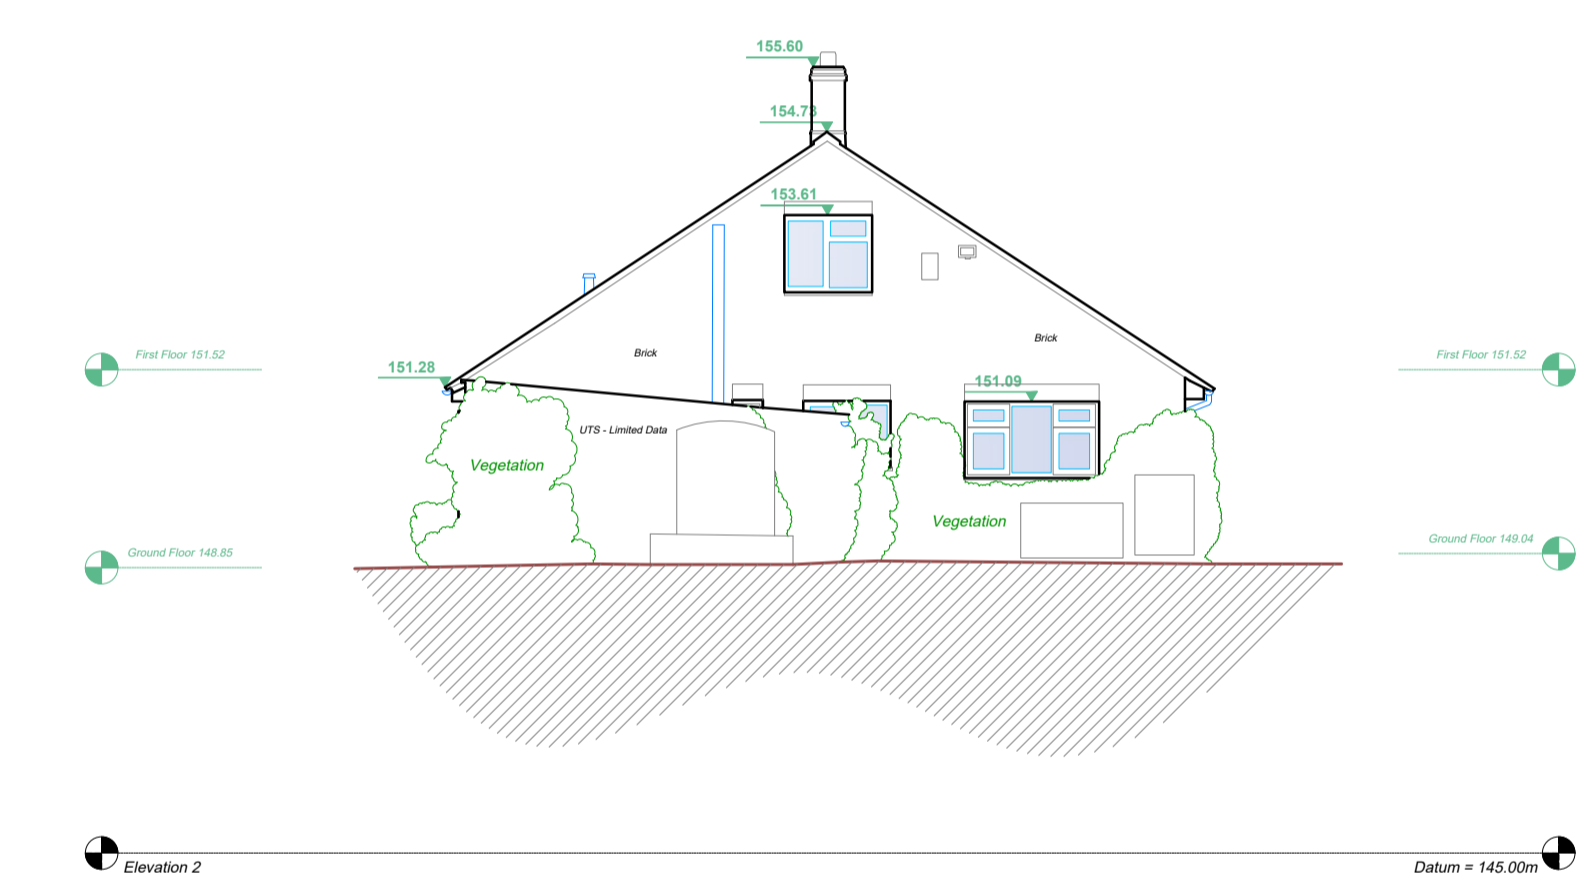 155.60
154.73
153.61
Brick
Brick
First Floor 151.52
First Floor 151.52
151.28
151.09
UTS - Limited Data
Vegetation
Vegetation
Ground Floor 148.85
Ground Floor 149.04
Elevation 2
Datum = 145.00m